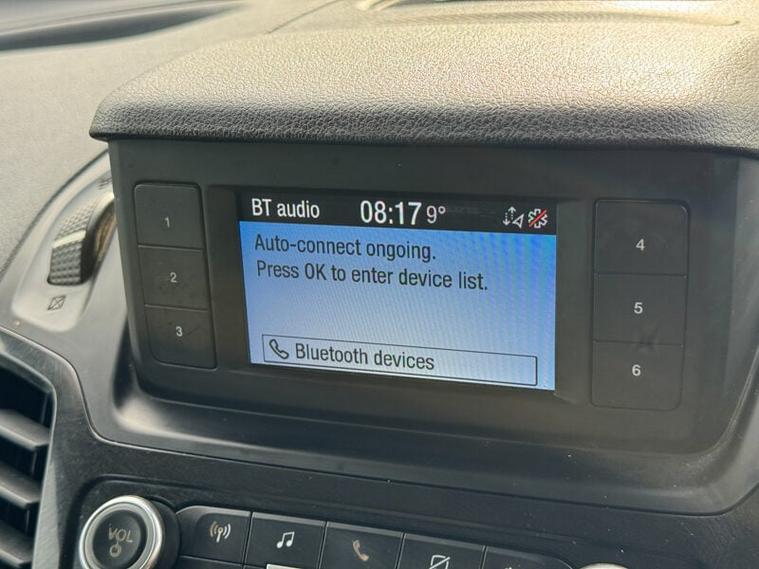 BT audio 08:17 9°
Auto-connect ongoing.
Press OK to enter device list.
Bluetooth devices
1
2
3
4
5
6
VOL